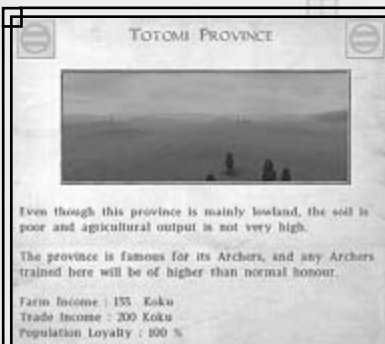 TOTOMI PROVINCE
Even though this province is mainly lowland, the soil is
poor and agricultural output is not very high.
The province is famous for its Archers, and any Archers
trained here will be of higher than normal honour.
Farm Income : 155 Koku
Trade Income : 200 Koku
Population Loyalty : 100 %